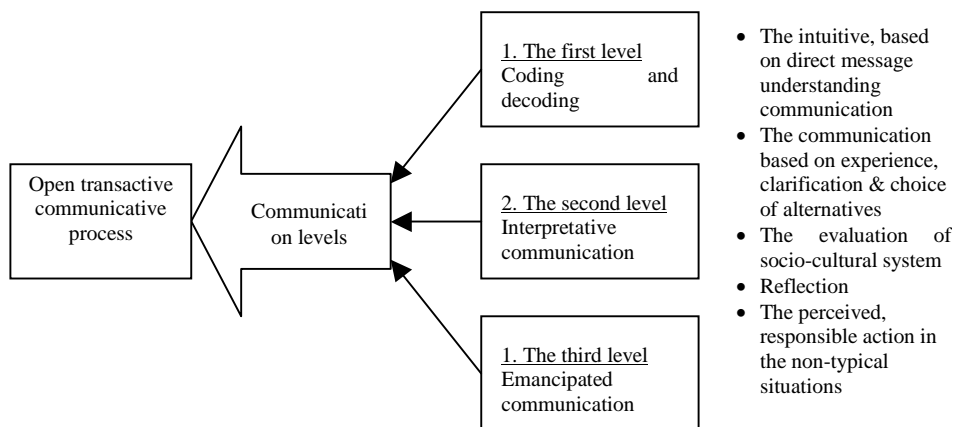 Open transactive
communicative
process
Communicati
on levels
1. The first level
Coding and
decoding
2. The second level
Interpretative
communication
1. The third level
Emancipated
communication
• The intuitive, based
on direct message
understanding
communication
• The communication
based on experience,
clarification & choice
of alternatives
• The evaluation of
socio-cultural system
• Reflection
• The perceived,
responsible action in
the non-typical
situations